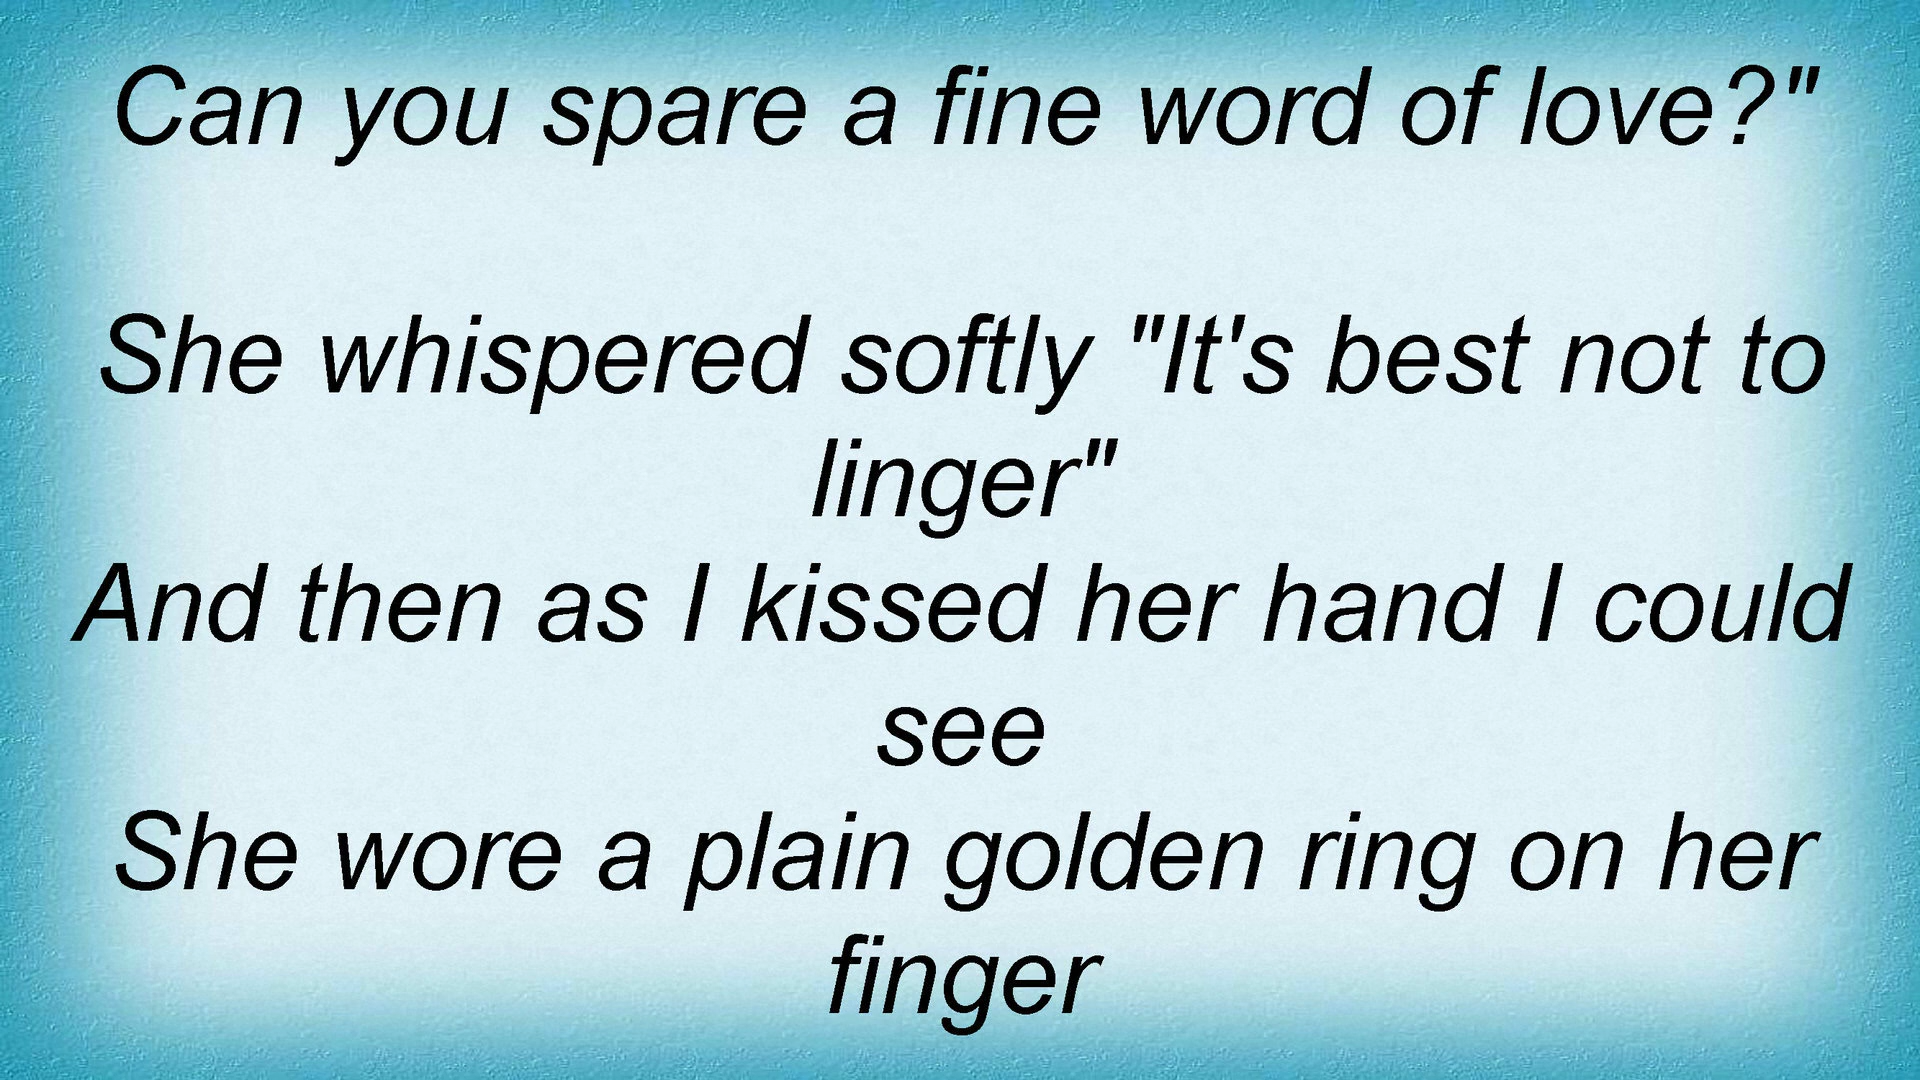 Can you spare a fine word of love?"
She whispered softly "It's best not to
linger"
And then as I kissed her hand I could
see
She wore a plain golden ring on her
finger